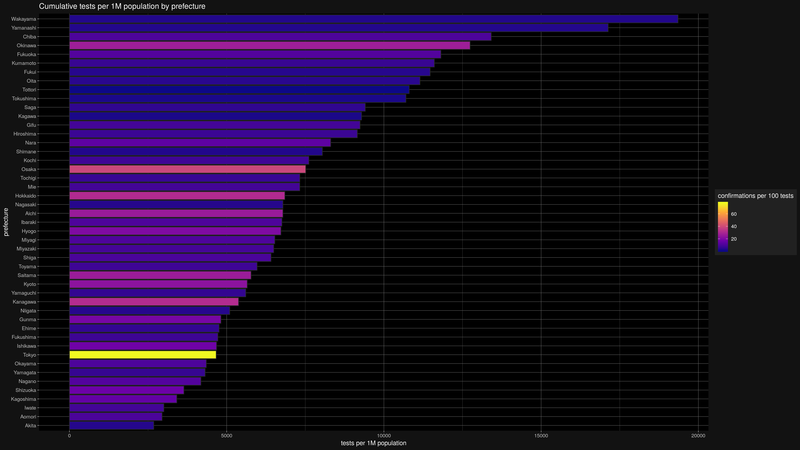 Cumulative tests per 1M population by prefecture
prefecture
Wakayama
Yamanashi
Chiba
Okinawa
Fukuoka
Kumamoto
Fukui
Oita
Tottori
Tokushima
Saga
Kagawa
Gifu
Hiroshima
Nara
Shimane
Kochi
Osaka
Tochigi
Mie
Hokkaido
Nagasaki
Aichi
Ibaraki
Hyogo
Miyagi
Miyazaki
Shiga
Toyama
Saitama
Kyoto
Yamaguchi
Kanagawa
Niigata
Gunma
Ehime
Fukushima
Ishikawa
Tokyo
Okayama
Yamagata
Nagano
Shizuoka
Kagoshima
Iwate
Aomori
Akita
0 5000 10000 15000 20000
tests per 1M population
confirmations per 100 tests
60
40
20